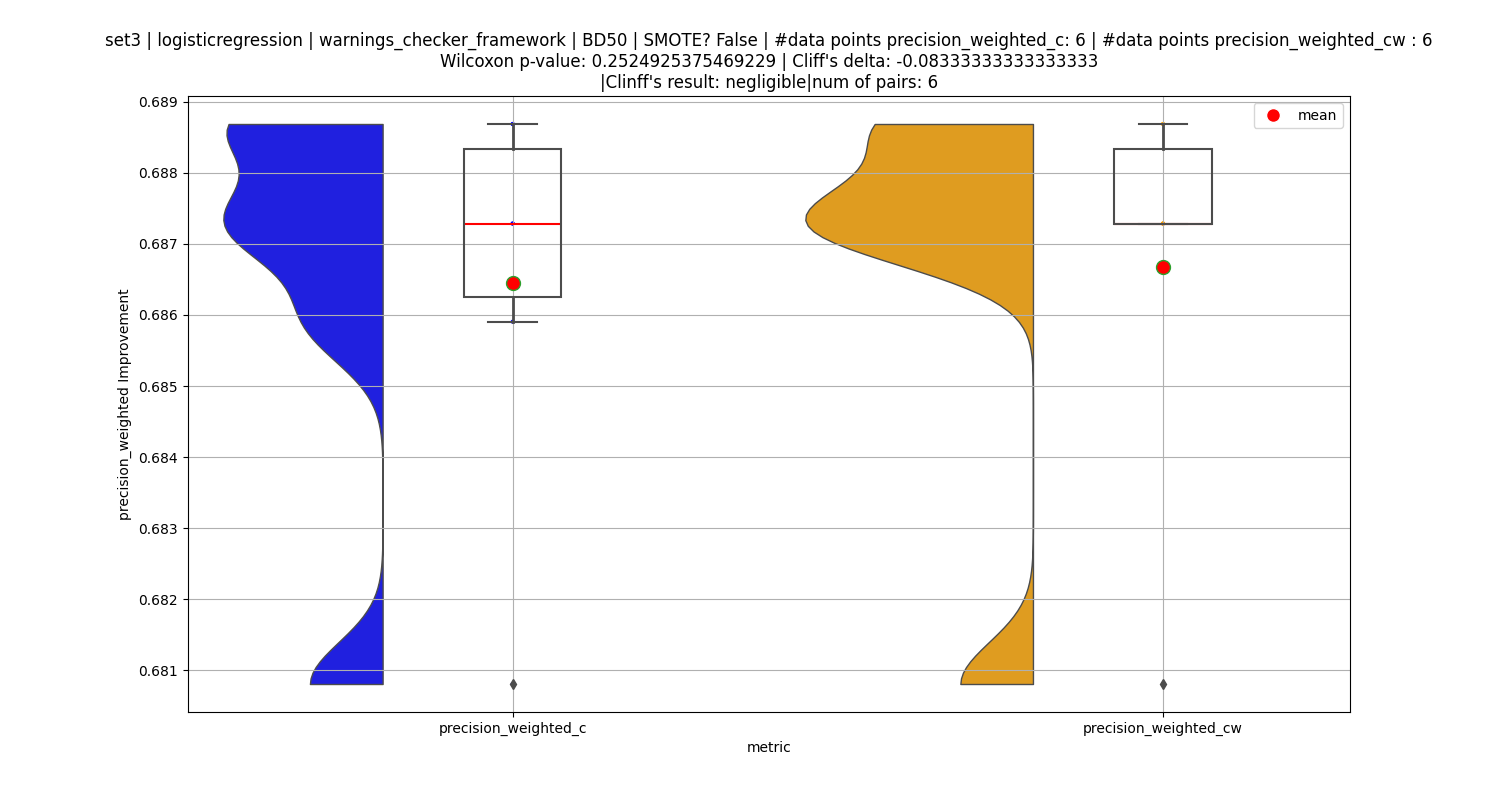 set3 | logisticregression | warnings_checker_framework | BD50 | SMOTE? False | #data points precision_weighted_c: 6 | #data points precision_weighted_cw : 6
Wilcoxon p-value: 0.2524925375469229 | Cliff's delta: -0.08333333333333333
|Clinff's result: negligible|num of pairs: 6
mean
precision_weighted Improvement
0.689
0.688
0.687
0.686
0.685
0.684
0.683
0.682
0.681
precision_weighted_c
precision_weighted_cw
metric